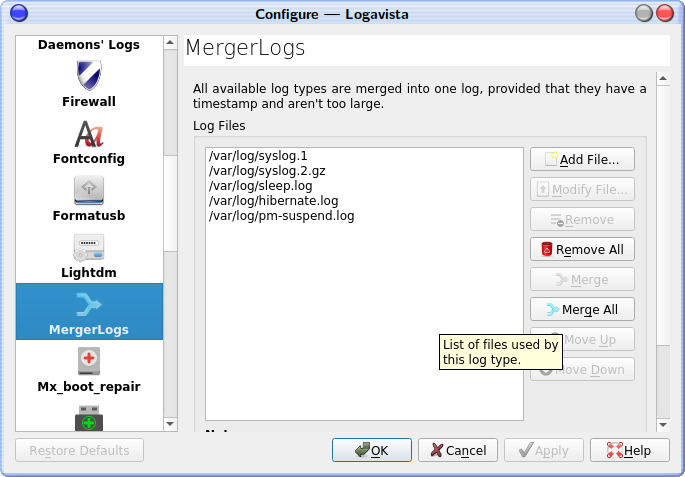 Configure — Logavista
Daemons' Logs
Firewall
Fontconfig
Formatusb
Lightdm
MergerLogs
Mx_boot_repair
MergerLogs
All available log types are merged into one log, provided that they have a
timestamp and aren't too large.
Log Files
/var/log/syslog.1
/var/log/syslog.2.gz
/var/log/sleep.log
/var/log/hibernate.log
/var/log/pm-suspend.log
Add File...
Modify File...
Remove
Remove All
Merge
Merge All
Move Up
Move Down
List of files used by
this log type.
Restore Defaults
OK
Cancel
Apply
Help